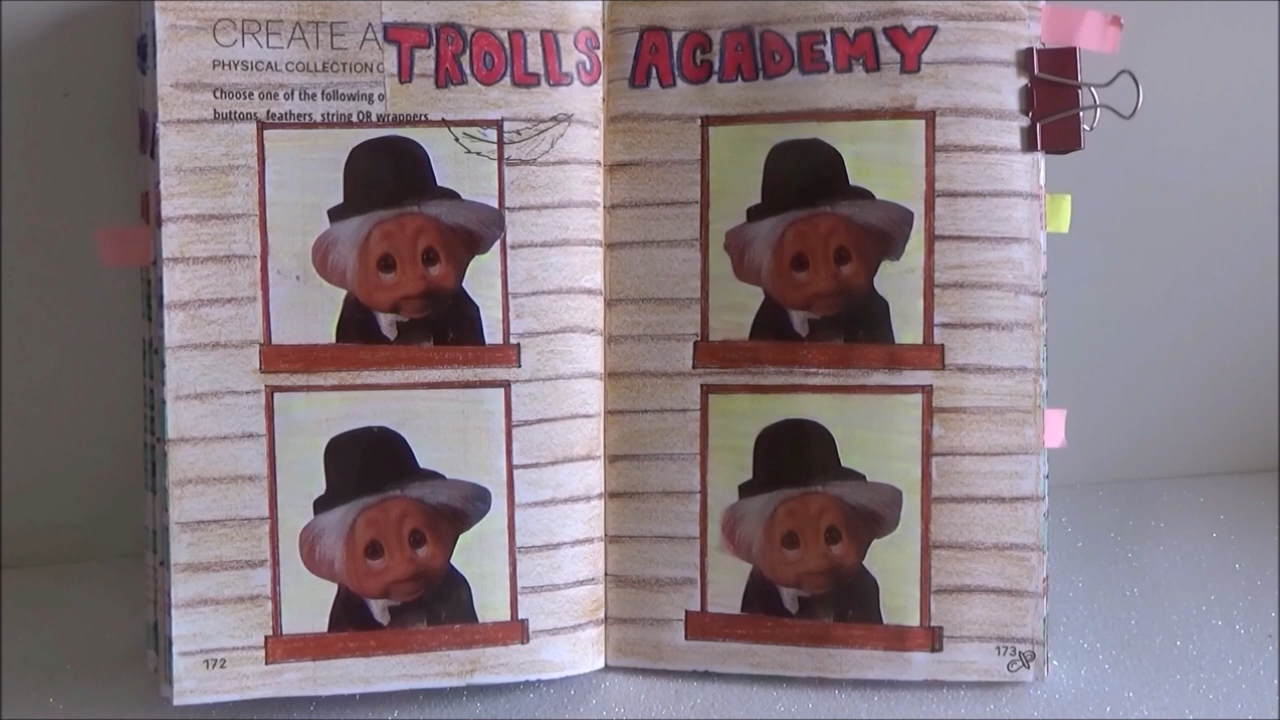 CREATE A TROLLS ACADEMY
PHYSICAL COLLECTION
Choose one of the following
buttons, feathers, string OR wrappers
172
173